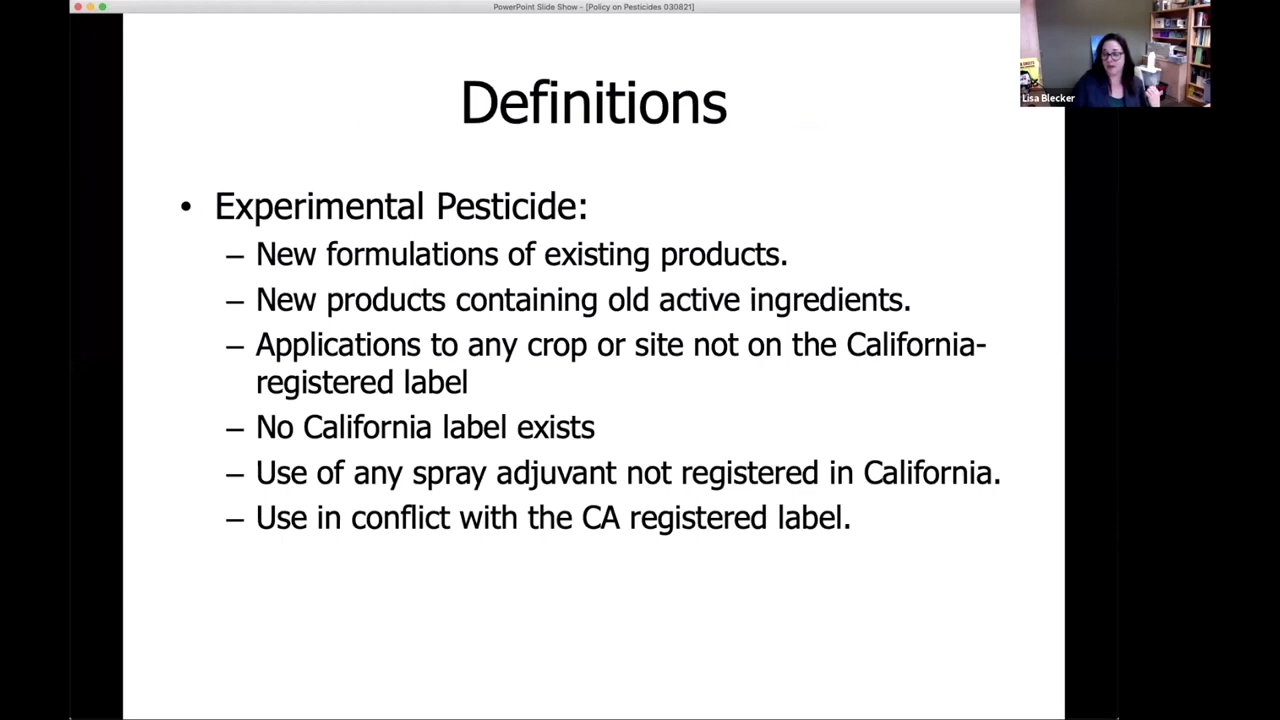 PowerPoint Slide Show - [Policy on Pesticides 030821]
Lisa Blecker
Definitions
• Experimental Pesticide:
– New formulations of existing products.
– New products containing old active ingredients.
– Applications to any crop or site not on the California-
registered label
– No California label exists
– Use of any spray adjuvant not registered in California.
– Use in conflict with the CA registered label.